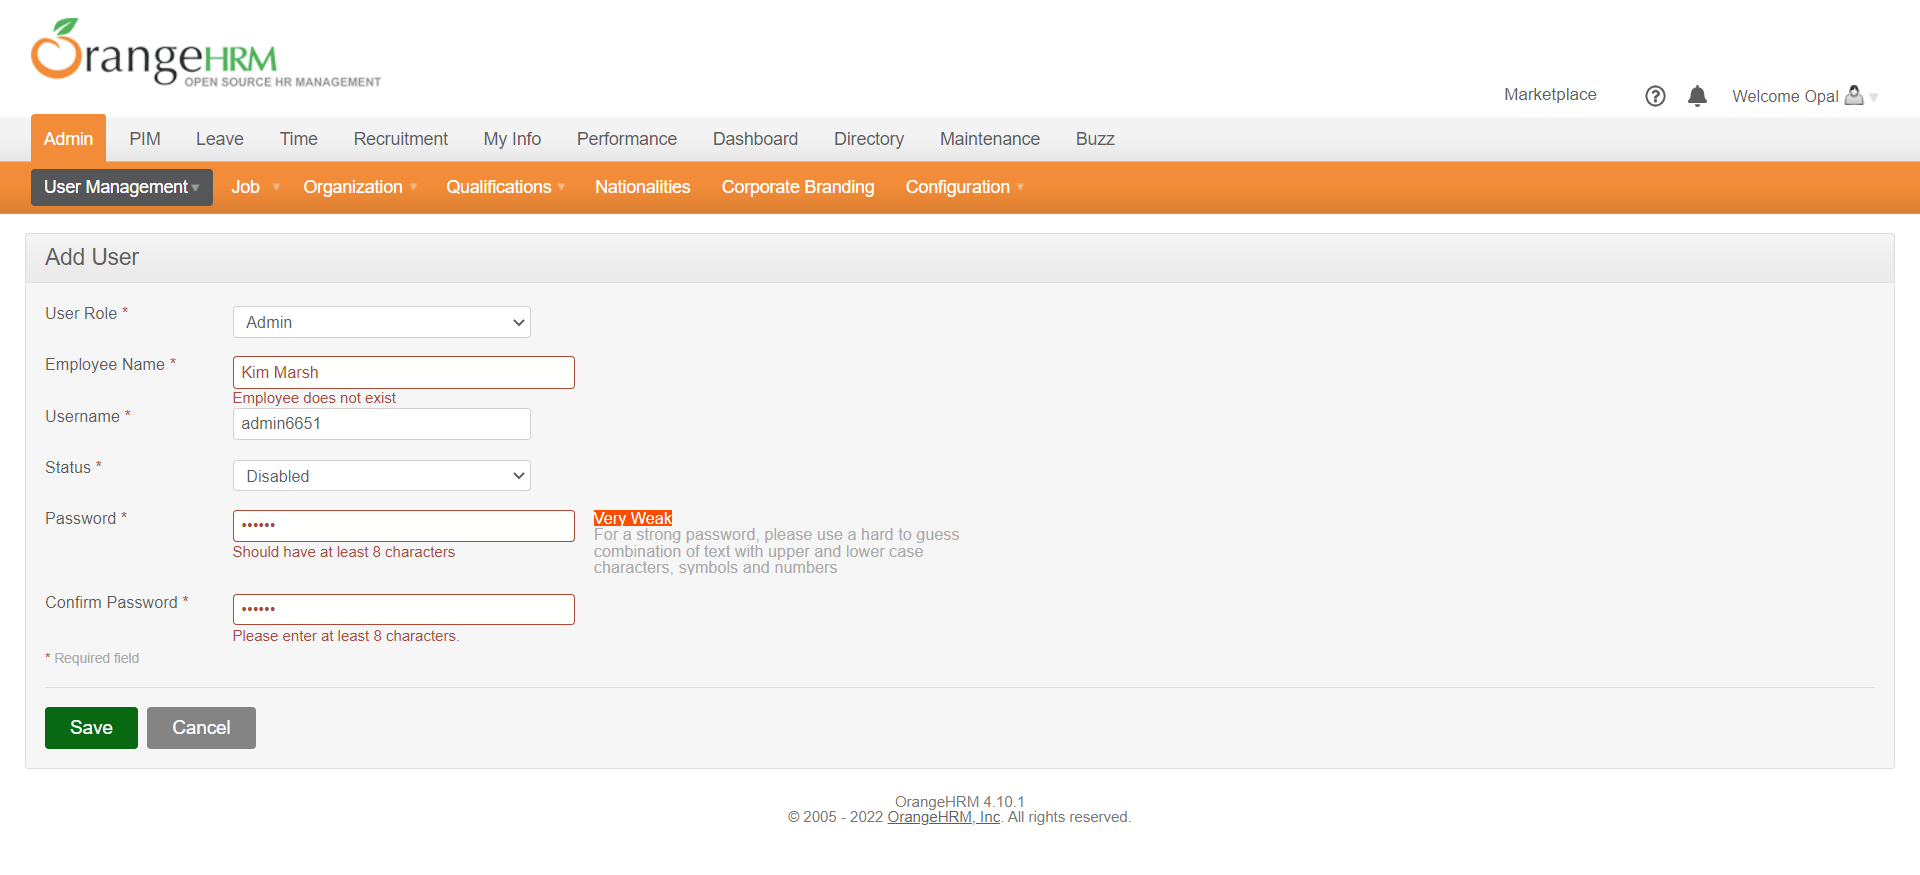 OrangeHRM
OPEN SOURCE HR MANAGEMENT
Marketplace
Welcome Opal
Admin PIM Leave Time Recruitment My Info Performance Dashboard Directory Maintenance Buzz
User Management Job Organization Qualifications Nationalities Corporate Branding Configuration
Add User
User Role * Admin
Employee Name * Kim Marsh
Employee does not exist
Username * admin6651
Status * Disabled
Password * ••••••
Should have at least 8 characters
Very Weak
For a strong password, please use a hard to guess
combination of text with upper and lower case
characters, symbols and numbers
Confirm Password * ••••••
Please enter at least 8 characters.
* Required field
Save Cancel
OrangeHRM 4.10.1
© 2005 - 2022 OrangeHRM, Inc. All rights reserved.